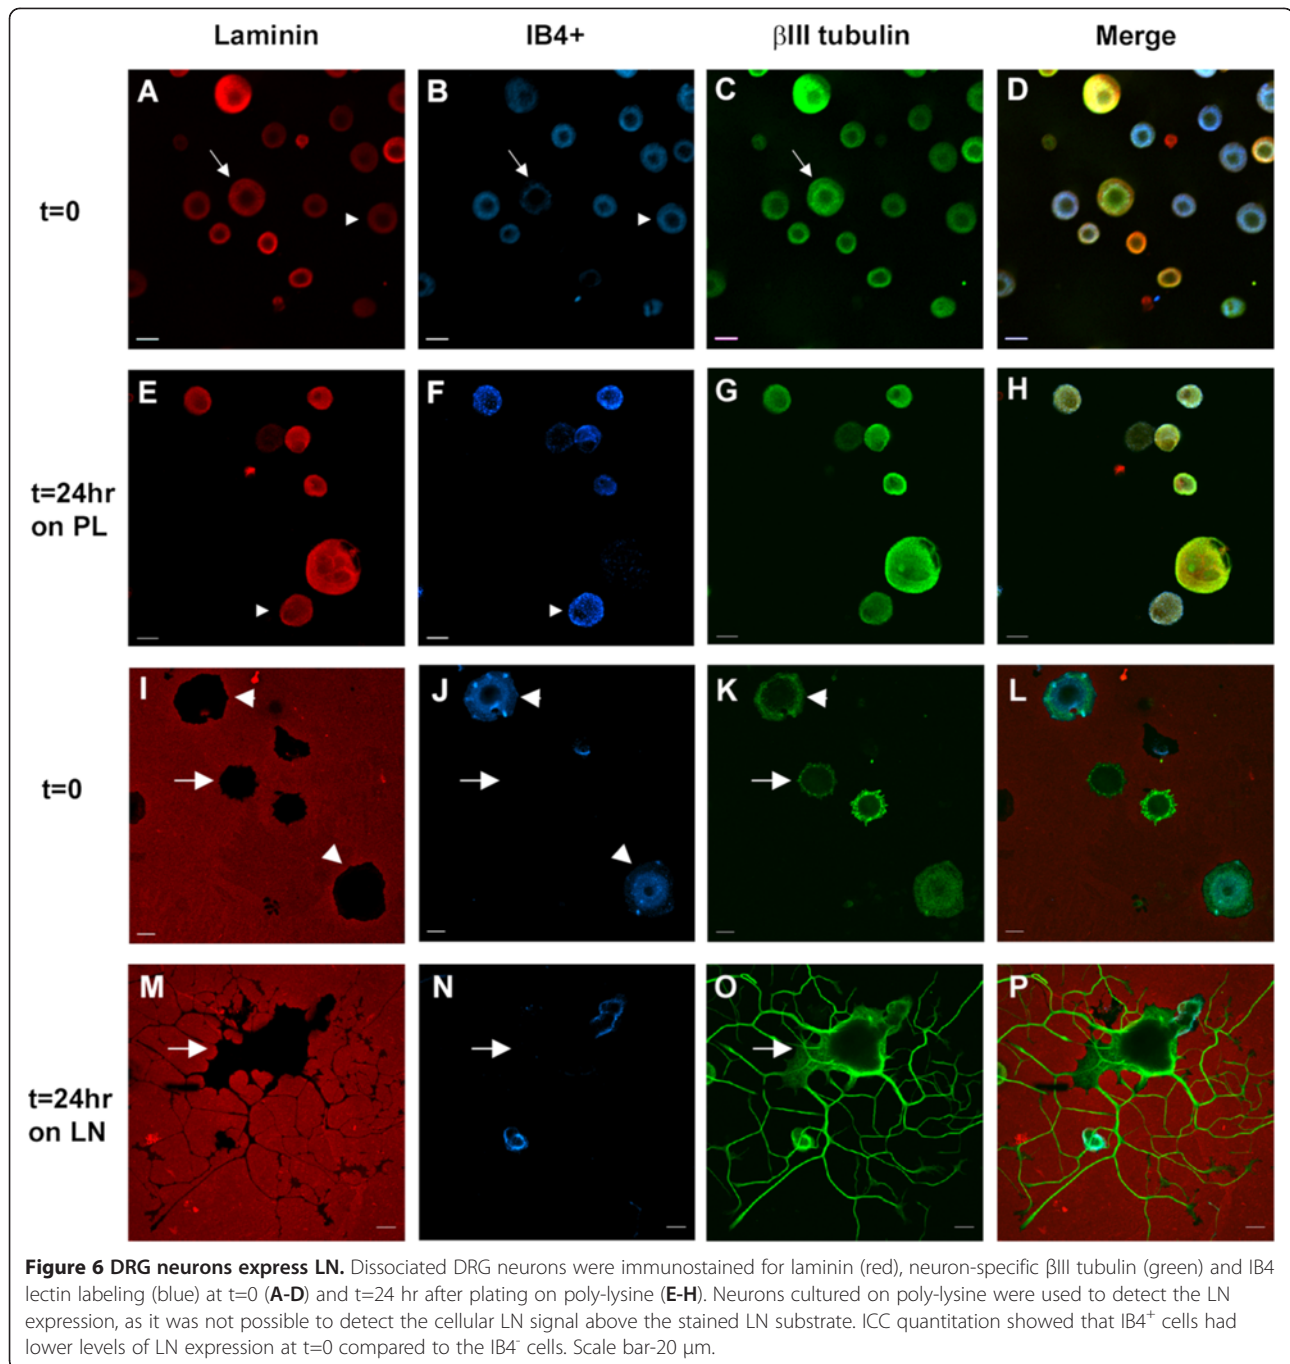 Laminin IB4+ βIII tubulin Merge
t=0
A B C D
t=24hr
on PL
E F G H
t=0
I J K L
t=24hr
on LN
M N O P
Figure 6 DRG neurons express LN. Dissociated DRG neurons were immunostained for laminin (red), neuron-specific βIII tubulin (green) and IB4
lectin labeling (blue) at t=0 (A-D) and t=24 hr after plating on poly-lysine (E-H). Neurons cultured on poly-lysine were used to detect the LN
expression, as it was not possible to detect the cellular LN signal above the stained LN substrate. ICC quantitation showed that IB4⁺ cells had
lower levels of LN expression at t=0 compared to the IB4⁻ cells. Scale bar-20 μm.